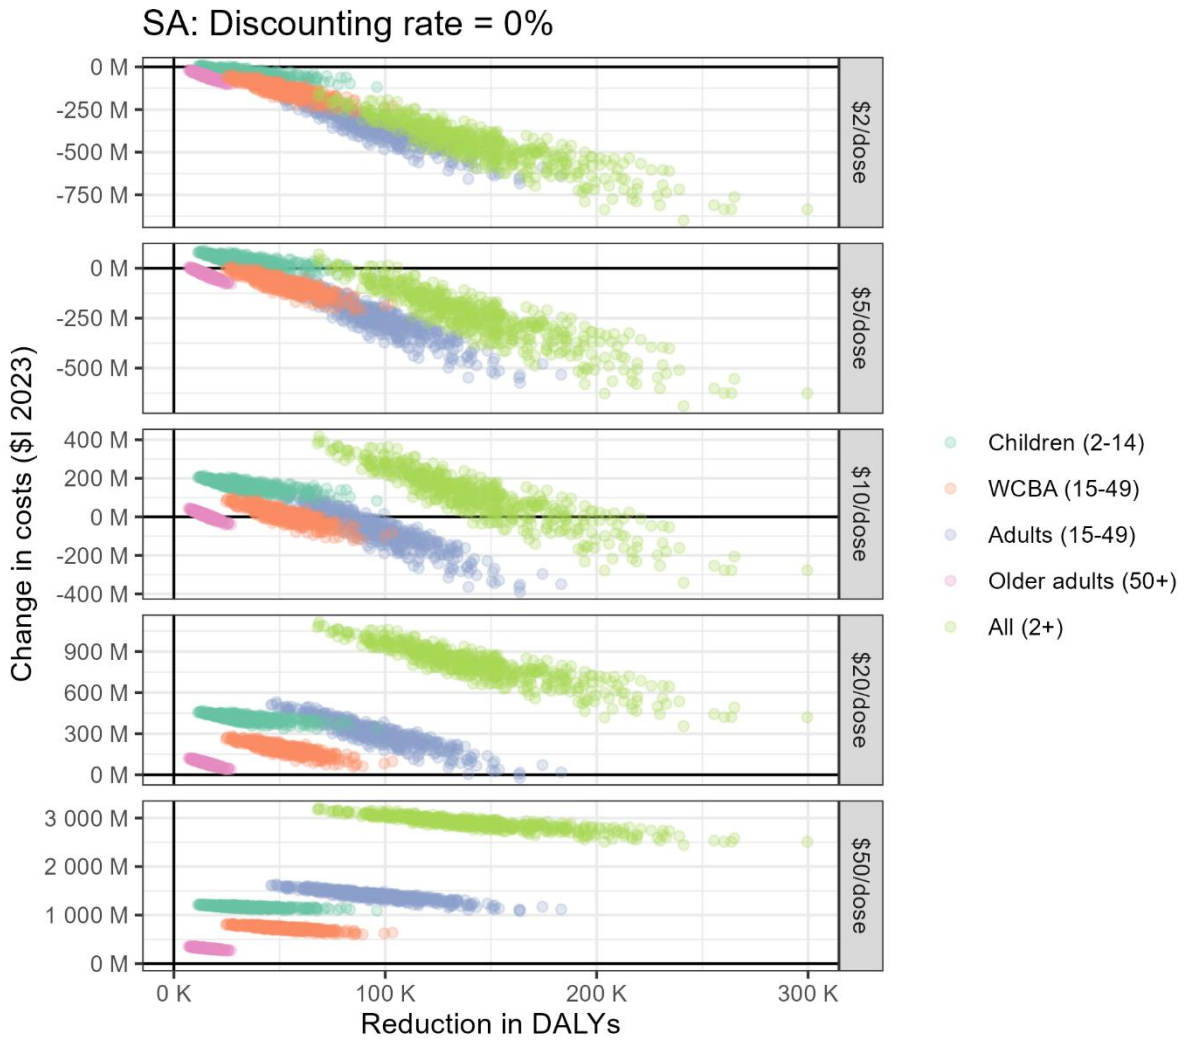 SA: Discounting rate = 0%
Change in costs ($I 2023)
0 M
-250 M
-500 M
-750 M
$2/dose
0 M
-250 M
-500 M
$5/dose
400 M
200 M
0 M
-200 M
-400 M
$10/dose
900 M
600 M
300 M
0 M
$20/dose
3 000 M
2 000 M
1 000 M
0 M
$50/dose
0 K
100 K
200 K
300 K
Reduction in DALYs
Children (2-14)
WCBA (15-49)
Adults (15-49)
Older adults (50+)
All (2+)